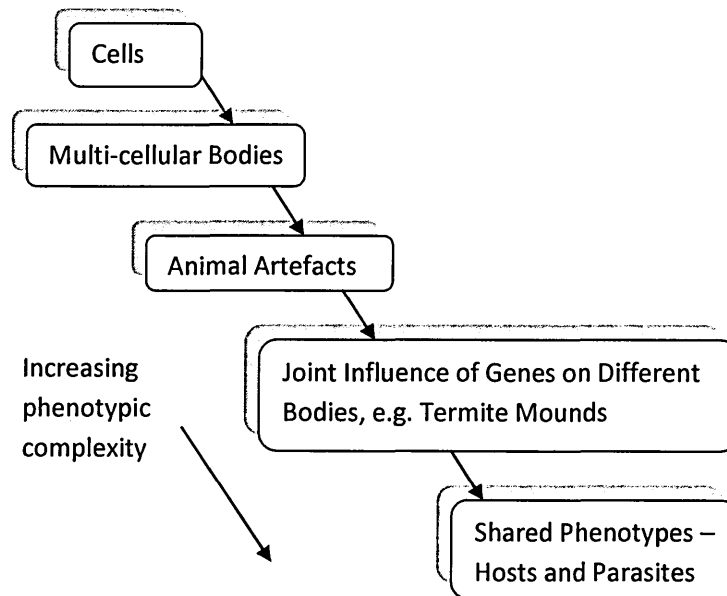 Cells
Multi-cellular Bodies
Animal Artefacts
Joint Influence of Genes on Different
Bodies, e.g. Termite Mounds
Increasing
phenotypic
complexity
Shared Phenotypes –
Hosts and Parasites